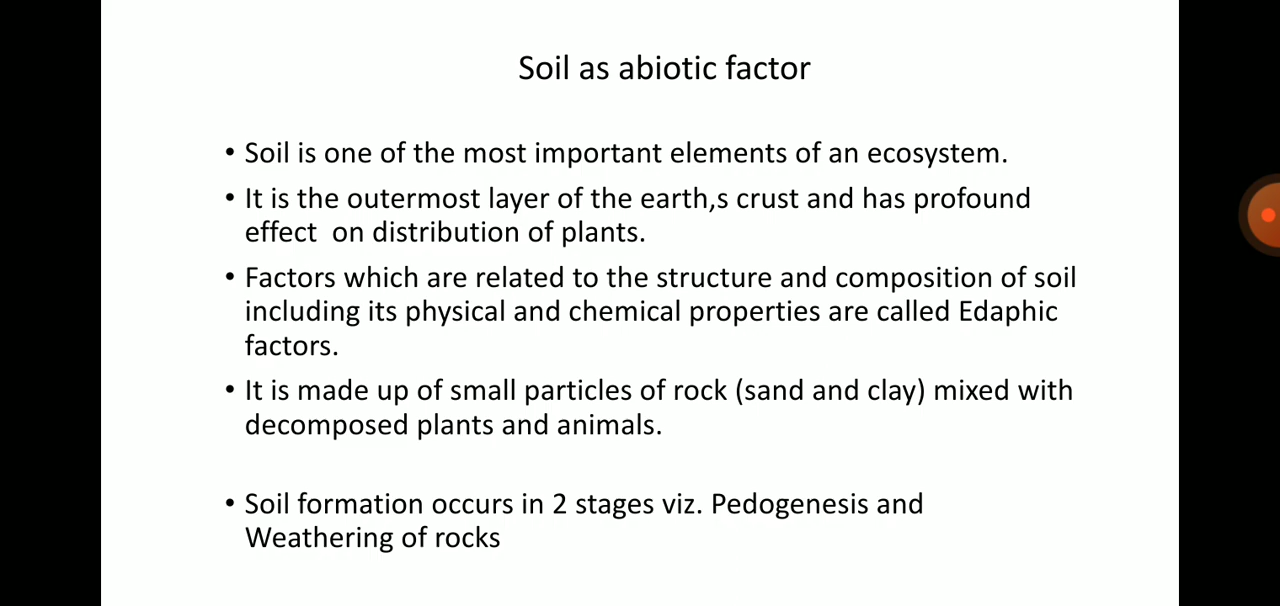 Soil as abiotic factor
• Soil is one of the most important elements of an ecosystem.
• It is the outermost layer of the earth,s crust and has profound
effect  on distribution of plants.
• Factors which are related to the structure and composition of soil
including its physical and chemical properties are called Edaphic
factors.
• It is made up of small particles of rock (sand and clay) mixed with
decomposed plants and animals.
• Soil formation occurs in 2 stages viz. Pedogenesis and
Weathering of rocks